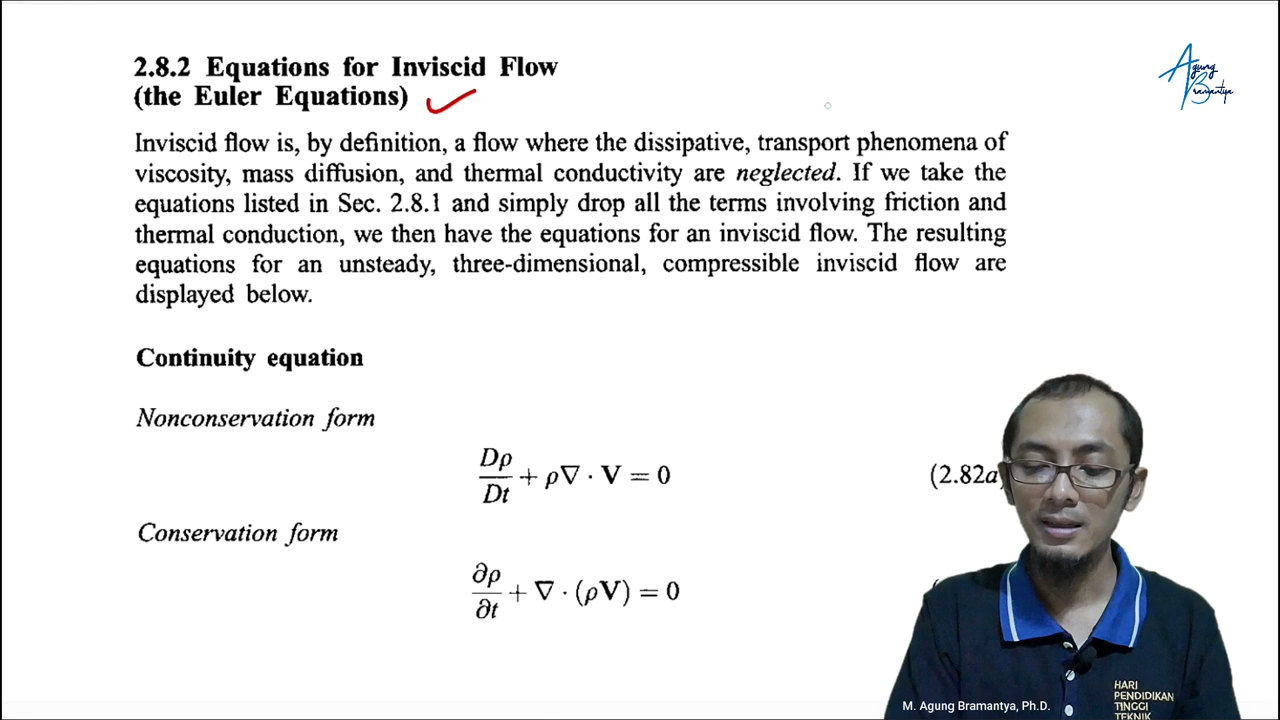 2.8.2 Equations for Inviscid Flow
(the Euler Equations)
Agung
Bramantya
Inviscid flow is, by definition, a flow where the dissipative, transport phenomena of
viscosity, mass diffusion, and thermal conductivity are neglected. If we take the
equations listed in Sec. 2.8.1 and simply drop all the terms involving friction and
thermal conduction, we then have the equations for an inviscid flow. The resulting
equations for an unsteady, three-dimensional, compressible inviscid flow are
displayed below.
Continuity equation
Nonconservation form
Dρ/Dt + ρ∇ · V = 0 (2.82a)
Conservation form
∂ρ/∂t + ∇ · (ρV) = 0
HARI
PENDIDIKAN
TINGGI
TEKNIK
M. Agung Bramantya, Ph.D.